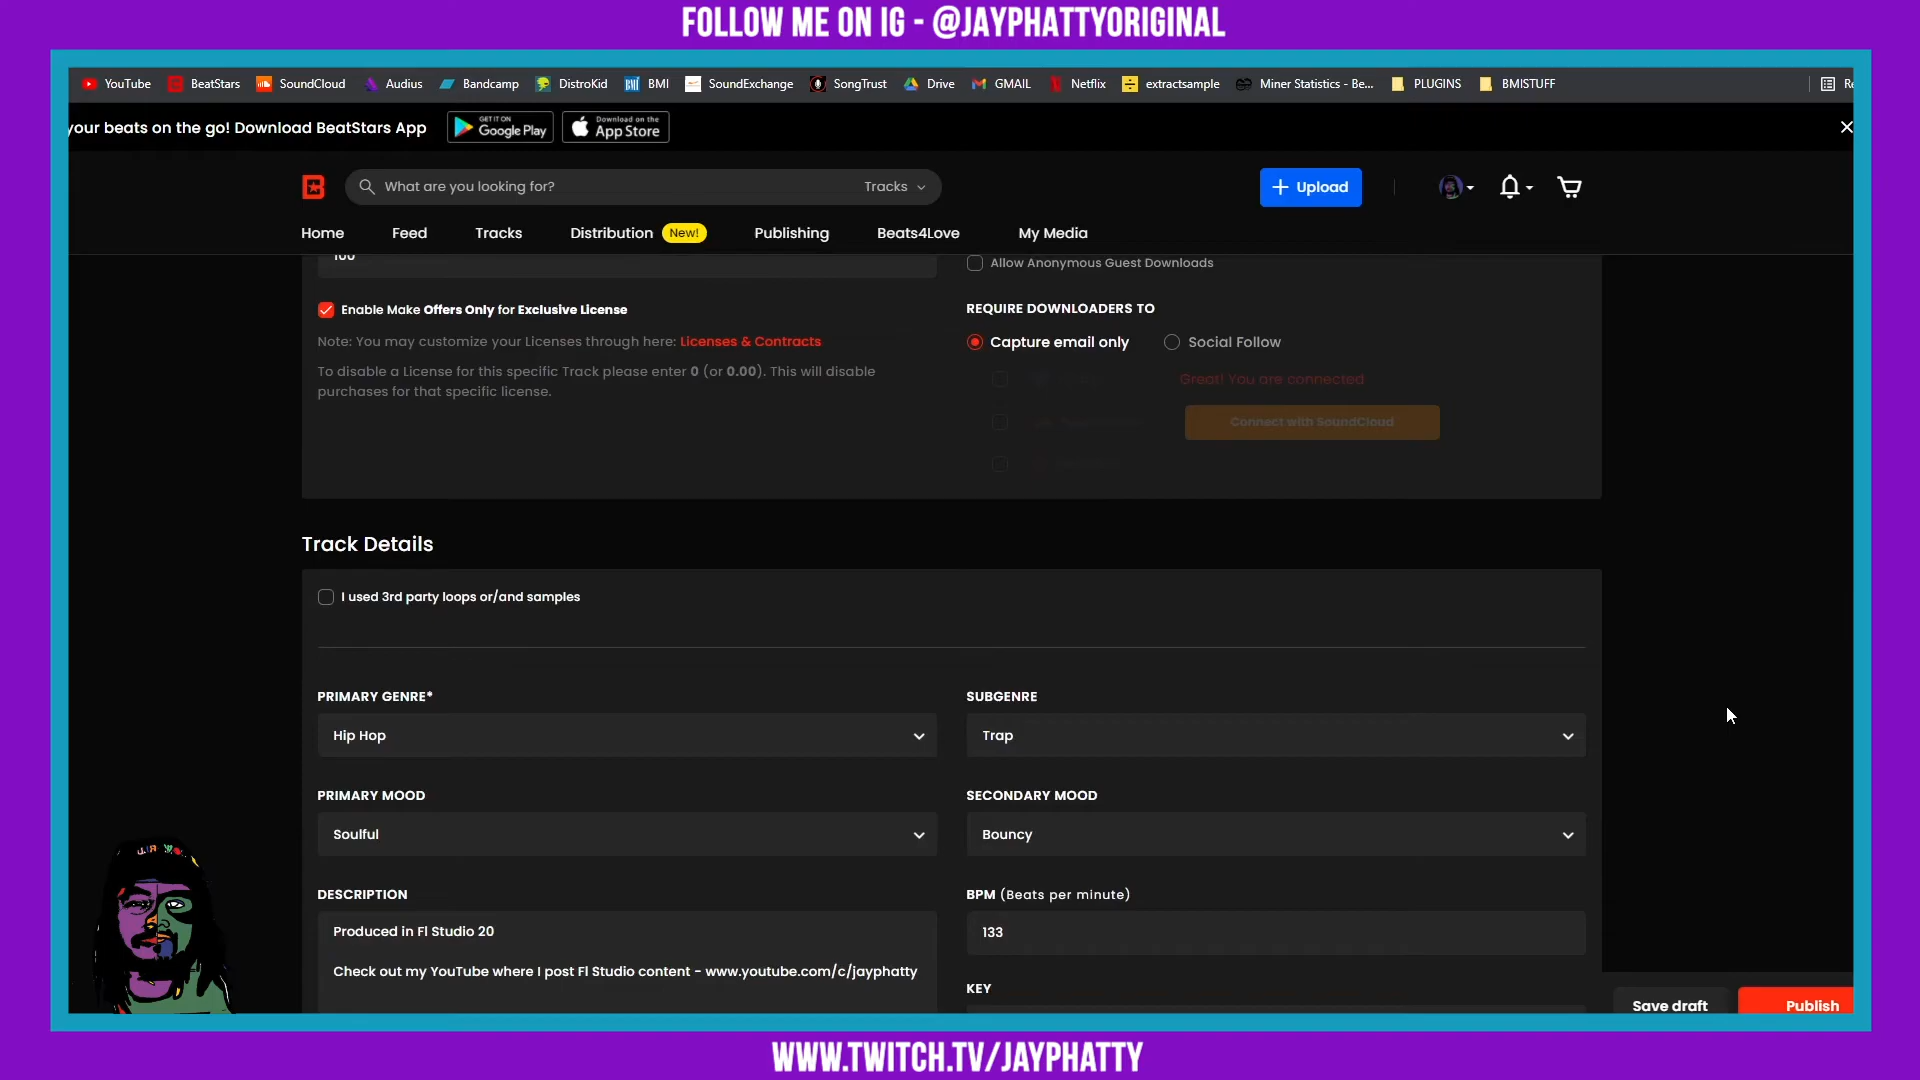 FOLLOW ME ON IG - @JAYPHATTYORIGINAL
YouTube BeatStars SoundCloud Audius Bandcamp DistroKid BMI SoundExchange SongTrust Drive GMAIL Netflix extractsample Miner Statistics - Be... PLUGINS BMISTUFF
your beats on the go! Download BeatStars App GET IT ON Google Play Download on the App Store
What are you looking for? Tracks Upload
Home Feed Tracks Distribution New! Publishing Beats4Love My Media
100 Allow Anonymous Guest Downloads
Enable Make Offers Only for Exclusive License REQUIRE DOWNLOADERS TO
Note: You may customize your Licenses through here: Licenses & Contracts Capture email only Social Follow
To disable a License for this specific Track please enter 0 (or 0.00). This will disable Great! You are connected
purchases for that specific license.
Connect with SoundCloud
Track Details
I used 3rd party loops or/and samples
PRIMARY GENRE* SUBGENRE
Hip Hop Trap
PRIMARY MOOD SECONDARY MOOD
Soulful Bouncy
DESCRIPTION BPM (Beats per minute)
Produced in Fl Studio 20 133
Check out my YouTube where I post Fl Studio content - www.youtube.com/c/jayphatty
KEY
Save draft Publish
WWW.TWITCH.TV/JAYPHATTY